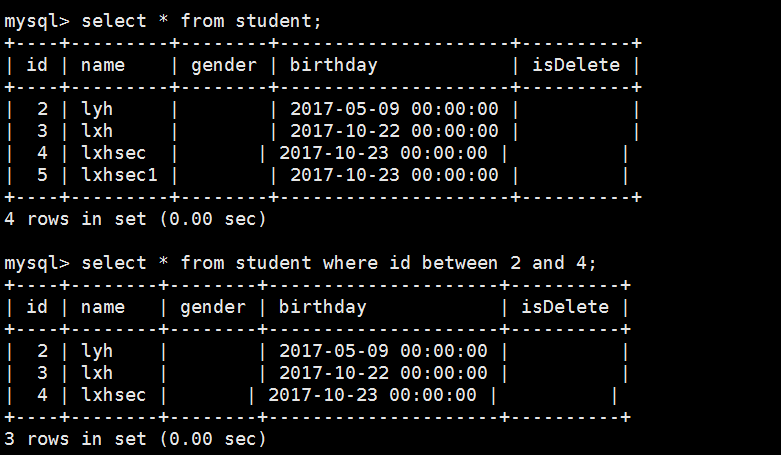 mysql> select * from student;
+----+---------+--------+---------------------+----------+
| id | name    | gender | birthday            | isDelete |
+----+---------+--------+---------------------+----------+
|  2 | lyh     |        | 2017-05-09 00:00:00 |          |
|  3 | lxh     |        | 2017-10-22 00:00:00 |          |
|  4 | lxhsec  |       | 2017-10-23 00:00:00 |          |
|  5 | lxhsec1 |        | 2017-10-23 00:00:00 |         |
+----+---------+--------+---------------------+----------+
4 rows in set (0.00 sec)

mysql> select * from student where id between 2 and 4;
+----+--------+--------+---------------------+----------+
| id | name   | gender | birthday            | isDelete |
+----+--------+--------+---------------------+----------+
|  2 | lyh    |        | 2017-05-09 00:00:00 |          |
|  3 | lxh    |        | 2017-10-22 00:00:00 |          |
|  4 | lxhsec |       | 2017-10-23 00:00:00 |          |
+----+--------+--------+---------------------+----------+
3 rows in set (0.00 sec)